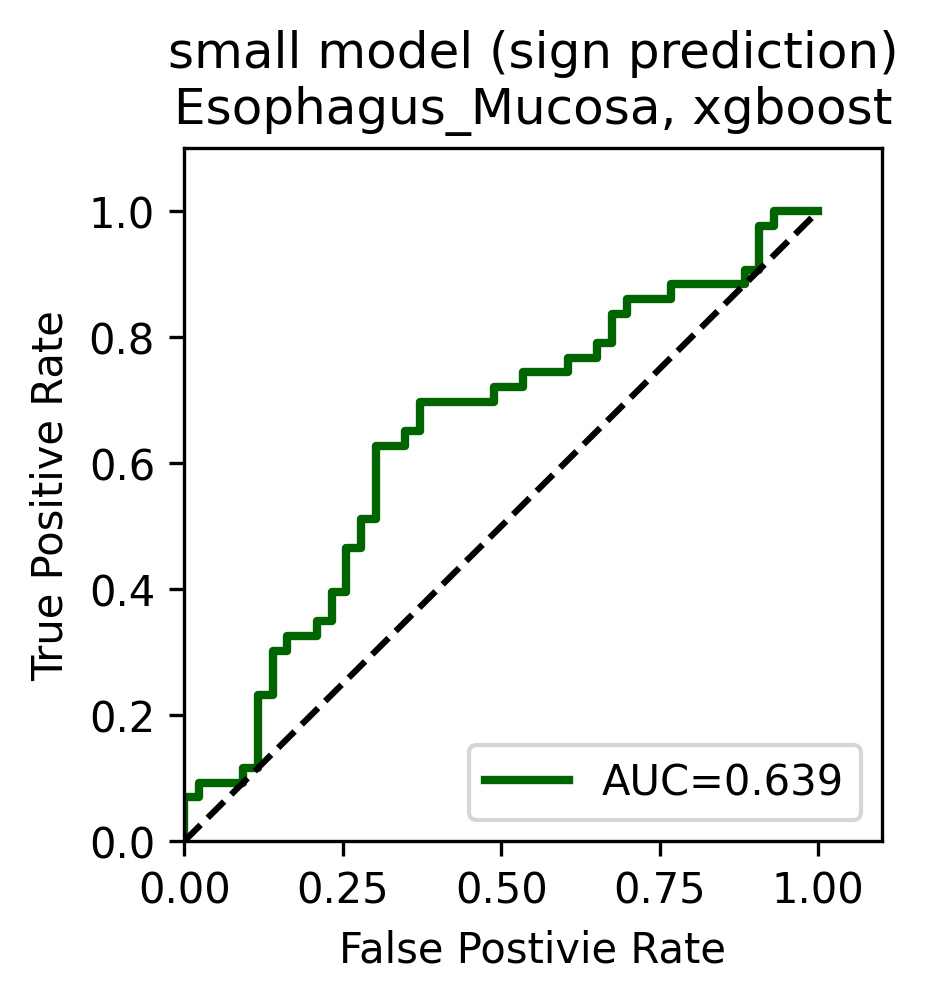 small model (sign prediction)
Esophagus_Mucosa, xgboost
1.0
0.8
0.6
0.4
0.2
0.0
True Positive Rate
AUC=0.639
0.00 0.25 0.50 0.75 1.00
False Postivie Rate